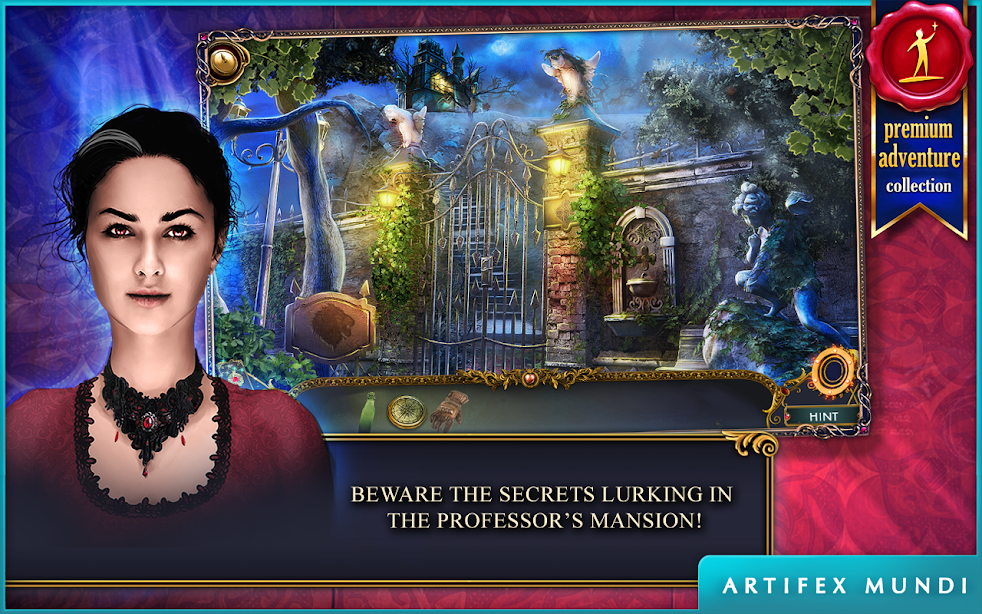 premium
adventure
collection
HINT
BEWARE THE SECRETS LURKING IN
THE PROFESSOR'S MANSION!
ARTIFEX MUNDI